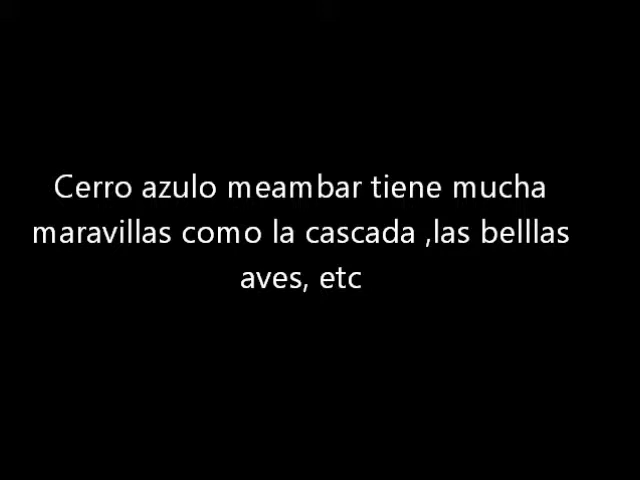 Cerro azulo meambar tiene mucha
maravillas como la cascada ,las belllas
aves, etc